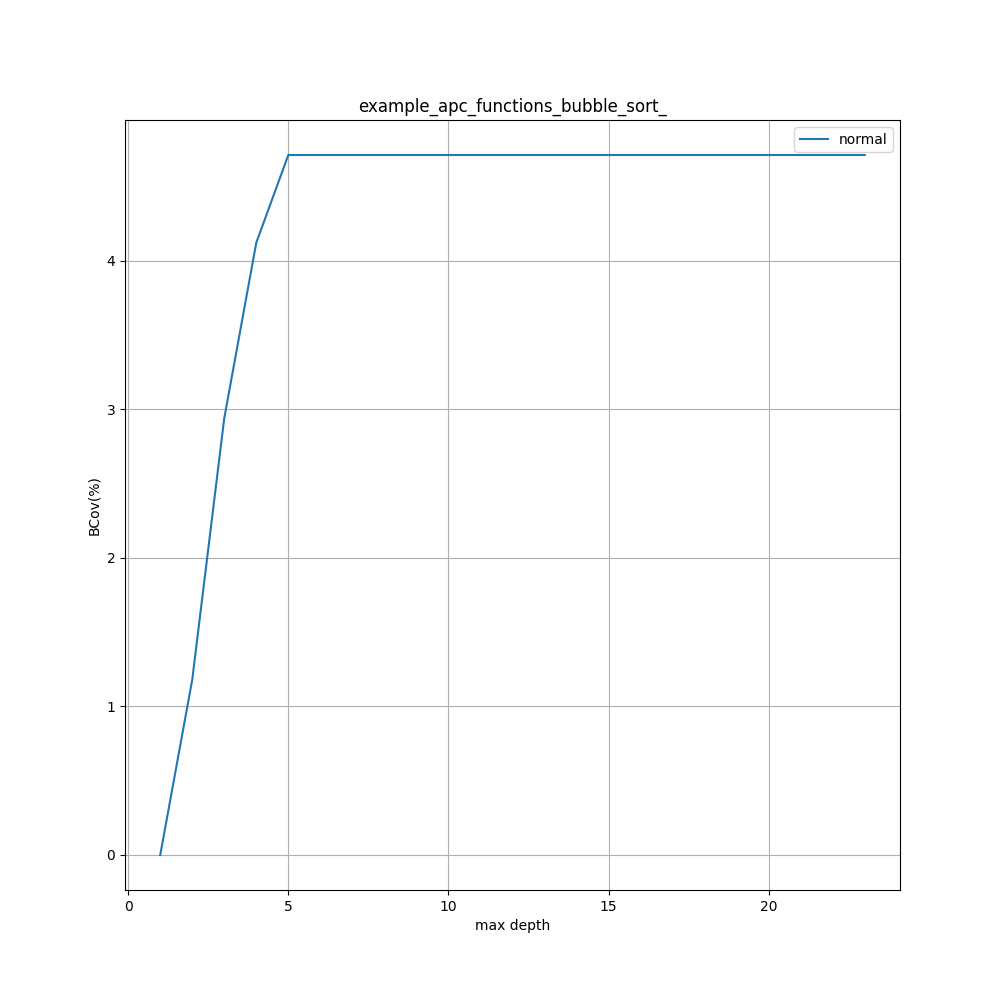 example_apc_functions_bubble_sort_
normal
BCov(%)
4
3
2
1
0
0 5 10 15 20
max depth